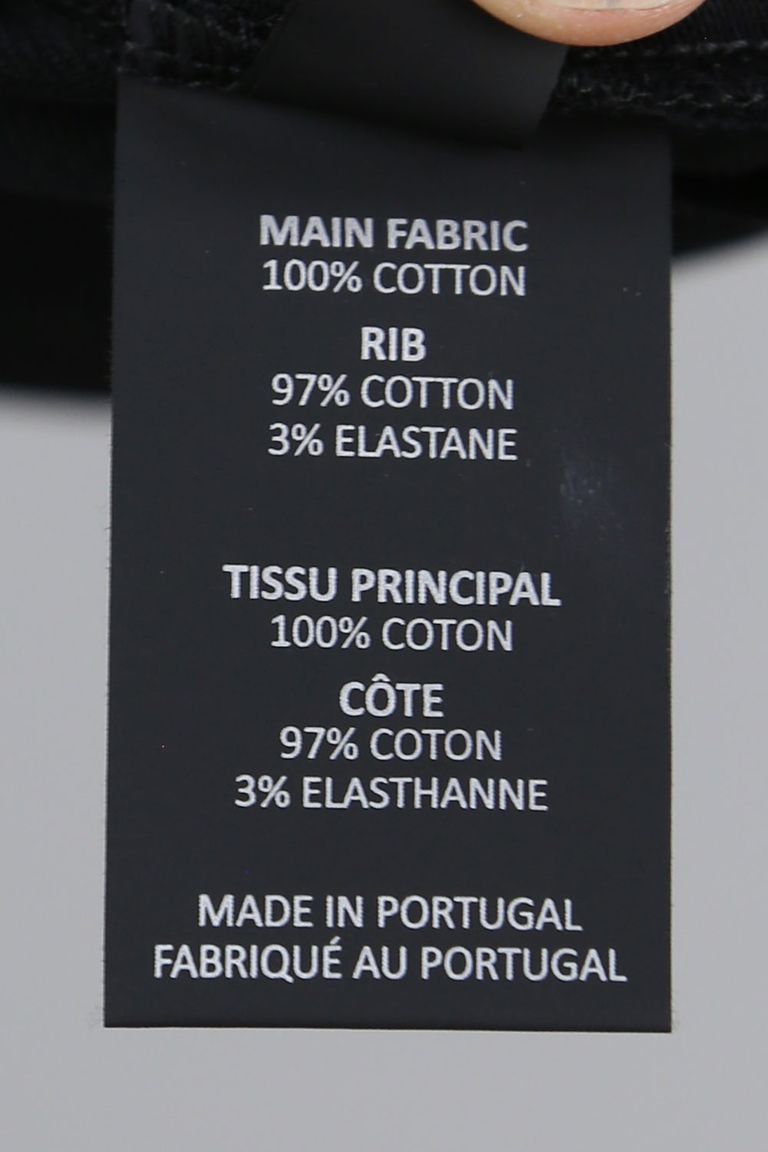 MAIN FABRIC
100% COTTON
RIB
97% COTTON
3% ELASTANE
TISSU PRINCIPAL
100% COTON
CÔTE
97% COTON
3% ELASTHANNE
MADE IN PORTUGAL
FABRIQUÉ AU PORTUGAL